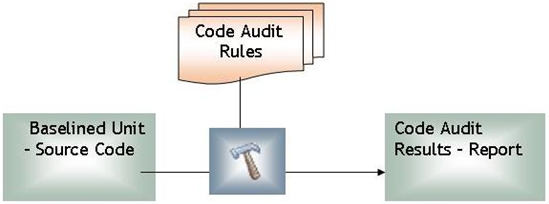 Code Audit
Rules
Baselined Unit
- Source Code
Code Audit
Results - Report